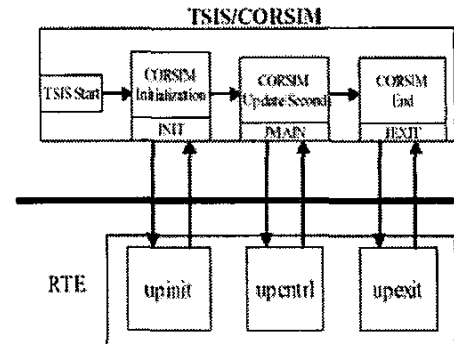 TSIS/CORSIM
TSIS Start
CORSIM
Initialization
INIT
CORSIM
Update Second
JMAIN
CORSIM
End
JEXIT
RTE
upinit
upcntrl
upexit